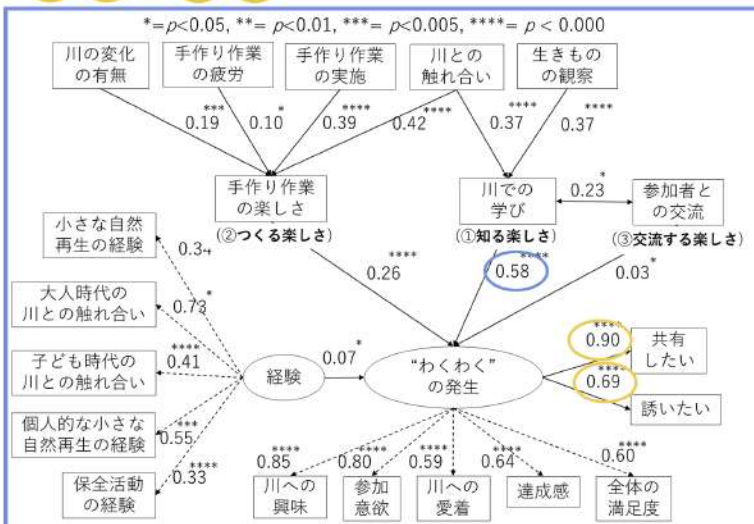 *=p<0.05, **= p<0.01, ***= p<0.005, ****= p < 0.000
川の変化
の有無
手作り作業
の疲労
手作り作業
の実施
川との
触れ合い
生きもの
の観察
0.19***
0.10*
0.39****
0.42****
0.37****
0.37****
手作り作業
の楽しさ
(②つくる楽しさ)
川での
学び
(①知る楽しさ)
0.23*
参加者と
の交流
(③交流する楽しさ)
小さな自然
再生の経験
0.34
大人時代の
川との触れ合い
0.73*
子ども時代の
川との触れ合い
0.41****
個人的な小さな
自然再生の経験
0.55***
保全活動
の経験
0.33****
経験
0.07*
0.26****
0.58****
0.03*
“わくわく”
の発生
0.90****
共有
したい
0.69****
誘いたい
0.85****
0.80****
0.59****
0.64****
0.60****
川への
興味
参加
意欲
川への
愛着
達成感
全体の
満足度